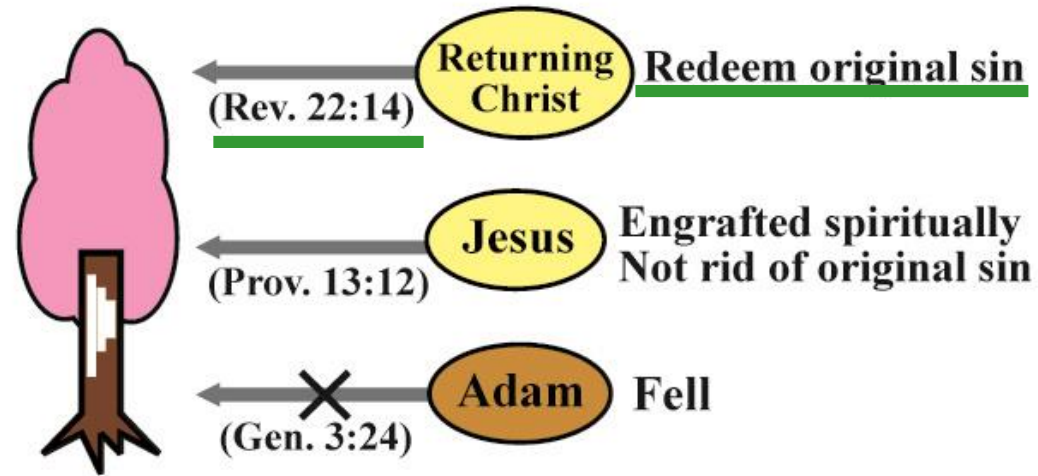 Returning
Christ
Redeem original sin
(Rev. 22:14)
Jesus
Engrafted spiritually
Not rid of original sin
(Prov. 13:12)
Adam
Fell
(Gen. 3:24)